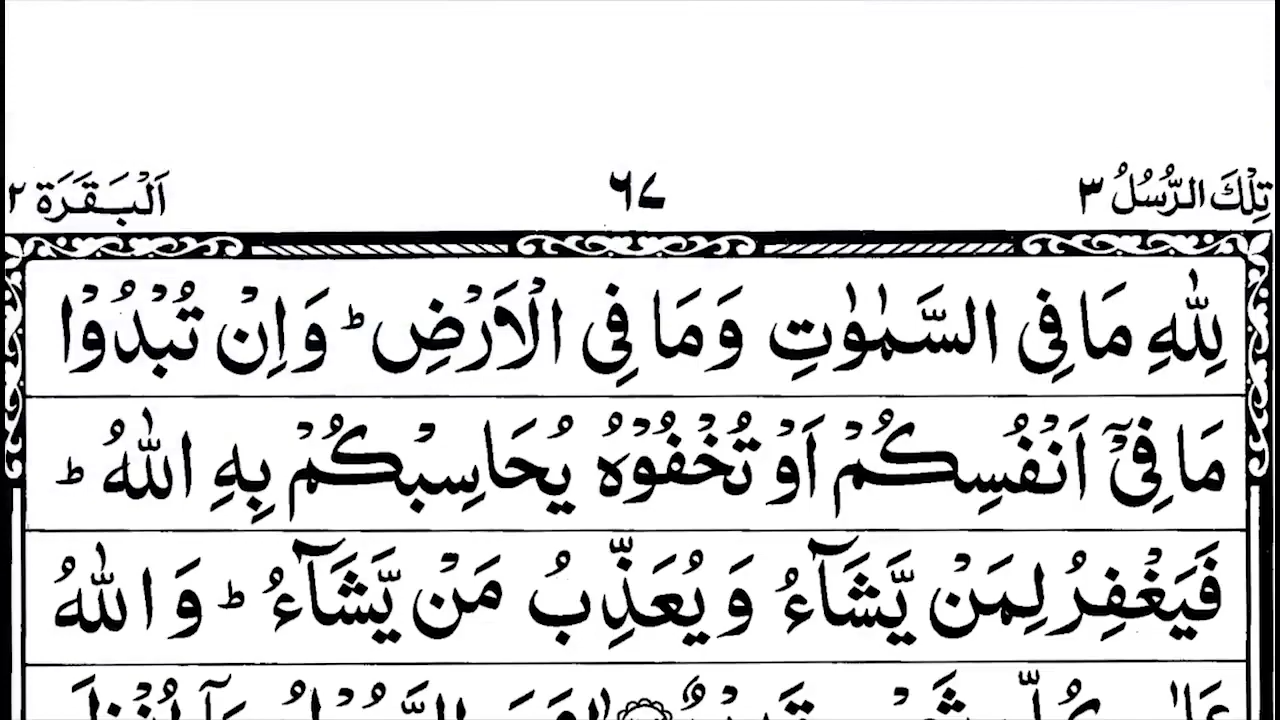 تِلْكَ الرُّسُلُ ٣ ٦٧ اَلْبَقَرَة ٢
لِلّٰهِ مَا فِی السَّمٰوٰتِ وَمَا فِی الْاَرْضِ ؕ وَاِنْ تُبْدُوْا
مَا فِیْۤ اَنْفُسِكُمْ اَوْ تُخْفُوْهُ یُحَاسِبْكُمْ بِهِ اللّٰهُ ؕ
فَیَغْفِرُ لِمَنْ یَّشَآءُ وَیُعَذِّبُ مَنْ یَّشَآءُ ؕ وَاللّٰهُ